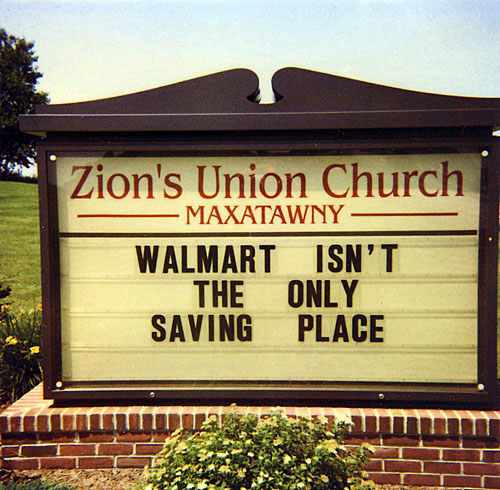 Zion's Union Church
MAXATAWNY
WALMART ISN'T
THE ONLY
SAVING PLACE